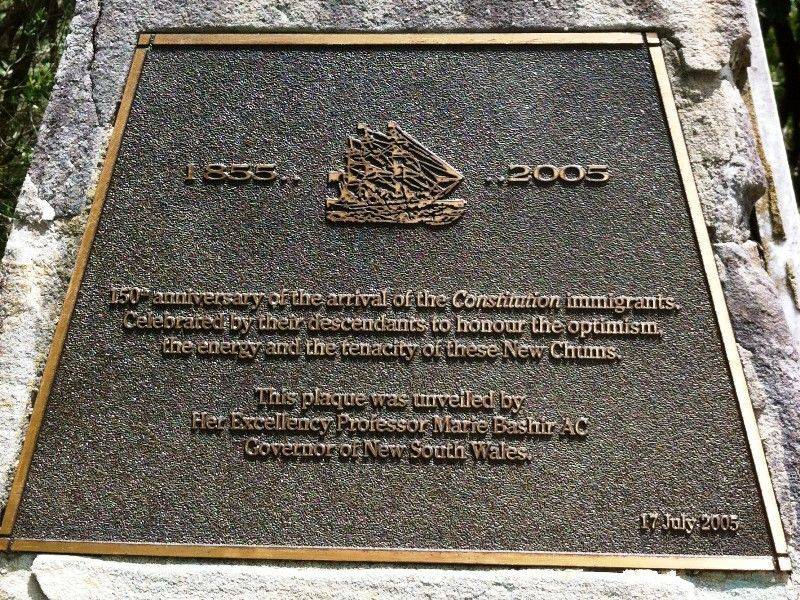 1855.. ..2005
150th anniversary of the arrival of the Constitution immigrants.
Celebrated by their descendants to honour the optimism,
the energy and the tenacity of these New Chums.
This plaque was unveiled by
Her Excellency Professor Marie Bashir AC
Governor of New South Wales.
17 July 2005